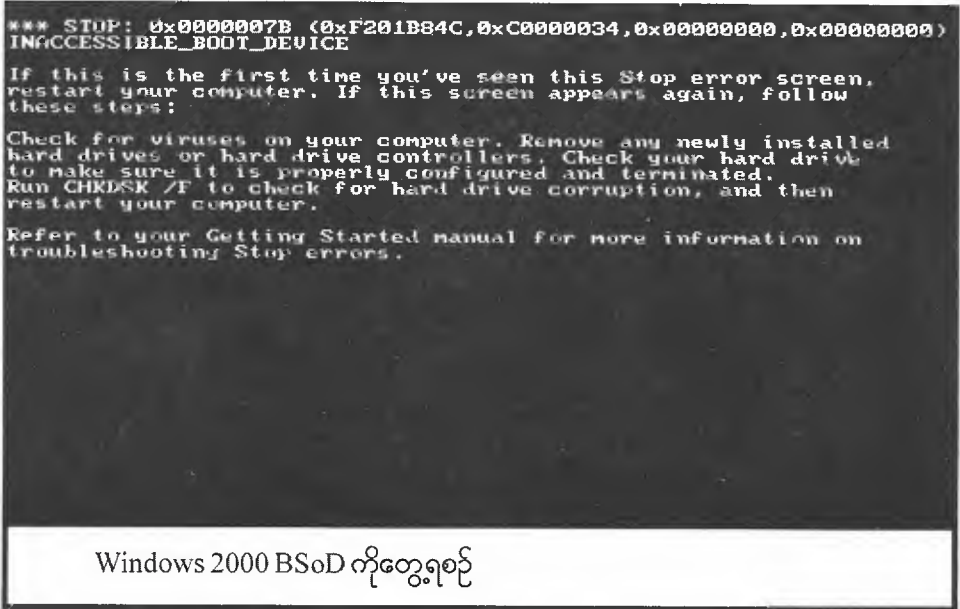 *** STOP: 0x0000007B (0xF201B84C,0xC0000034,0x00000000,0x00000000)
INACCESSIBLE_BOOT_DEVICE
If this is the first time you've seen this Stop error screen,
restart your computer. If this screen appears again, follow
these steps:
Check for viruses on your computer. Remove any newly installed
hard drives or hard drive controllers. Check your hard drive
to make sure it is properly configured and terminated.
Run CHKDSK /F to check for hard drive corruption, and then
restart your computer.
Refer to your Getting Started manual for more information on
troubleshooting Stop errors.
Windows 2000 BSoD ကိုတွေ့ရစဉ်